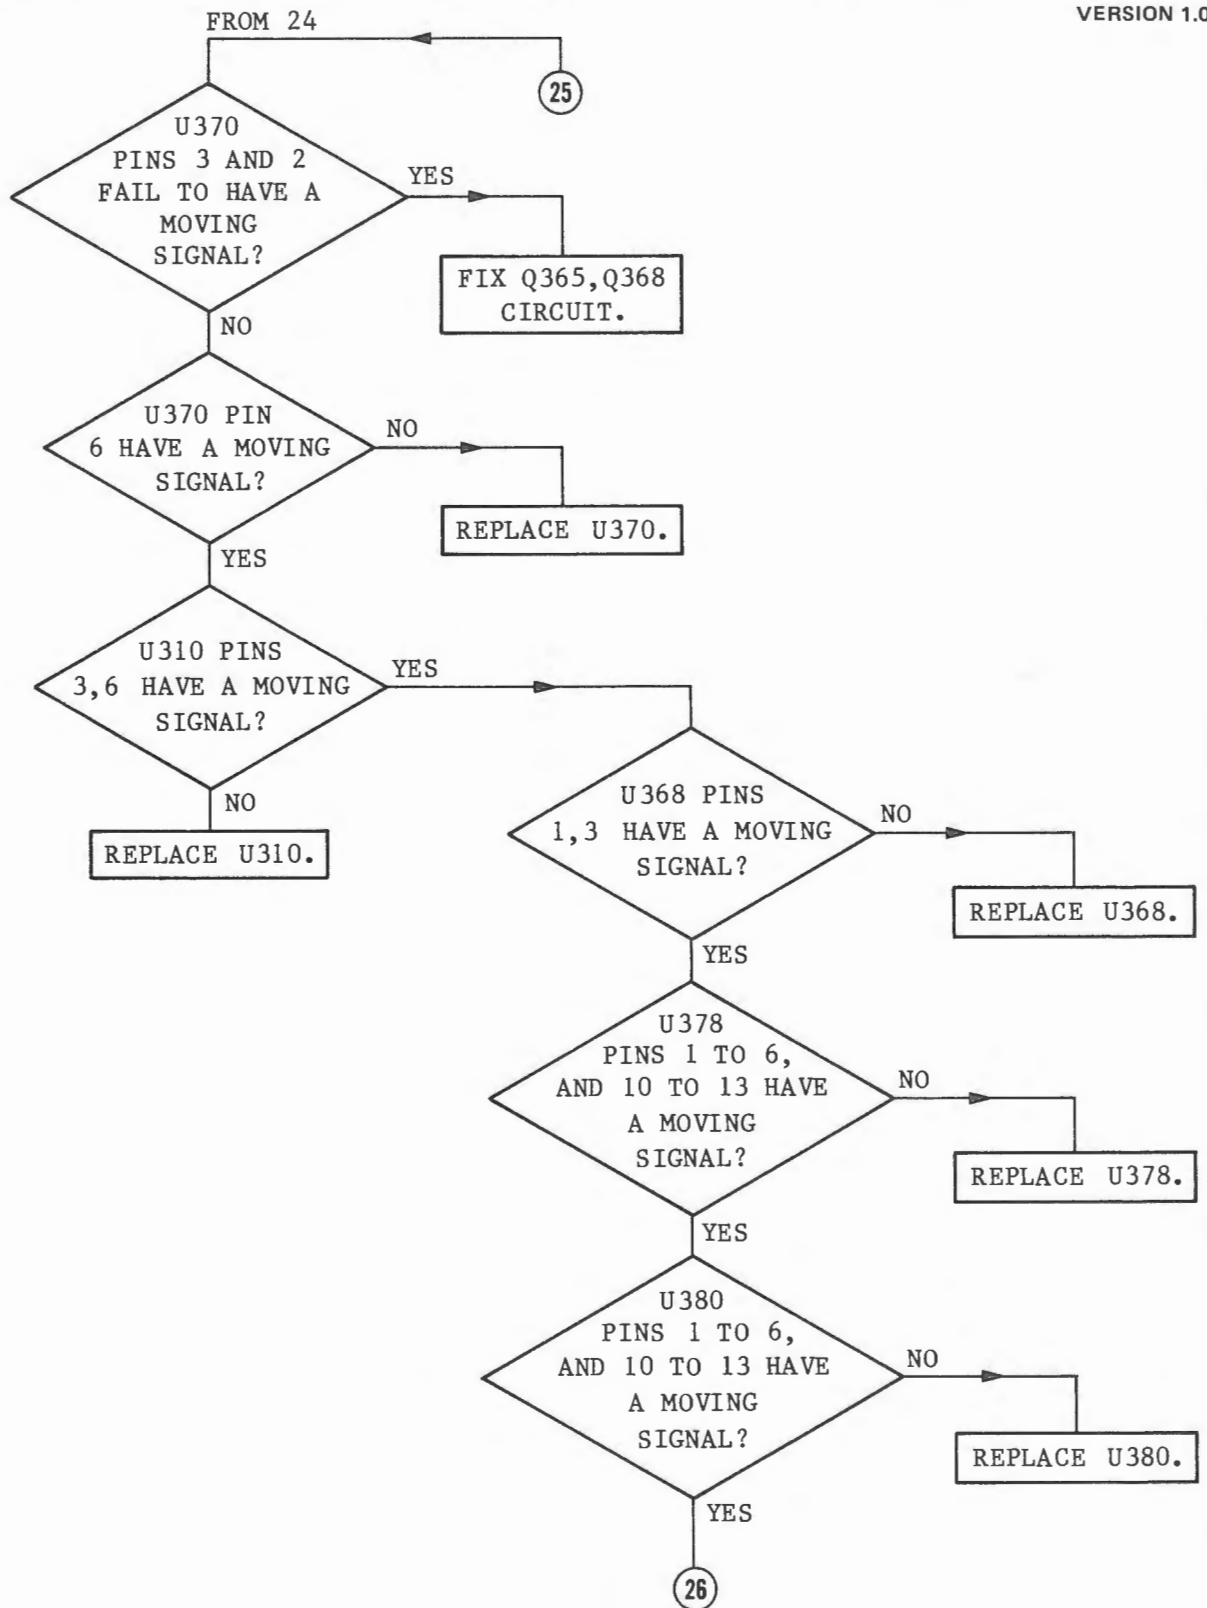 VERSION 1.0
FROM 24
25
U370
PINS 3 AND 2
FAIL TO HAVE A
MOVING
SIGNAL?
YES
FIX Q365,Q368
CIRCUIT.
NO
U370 PIN
6 HAVE A MOVING
SIGNAL?
NO
REPLACE U370.
YES
U310 PINS
3,6 HAVE A MOVING
SIGNAL?
YES
NO
REPLACE U310.
U368 PINS
1,3 HAVE A MOVING
SIGNAL?
NO
REPLACE U368.
YES
U378
PINS 1 TO 6,
AND 10 TO 13 HAVE
A MOVING
SIGNAL?
NO
REPLACE U378.
YES
U380
PINS 1 TO 6,
AND 10 TO 13 HAVE
A MOVING
SIGNAL?
NO
REPLACE U380.
YES
26